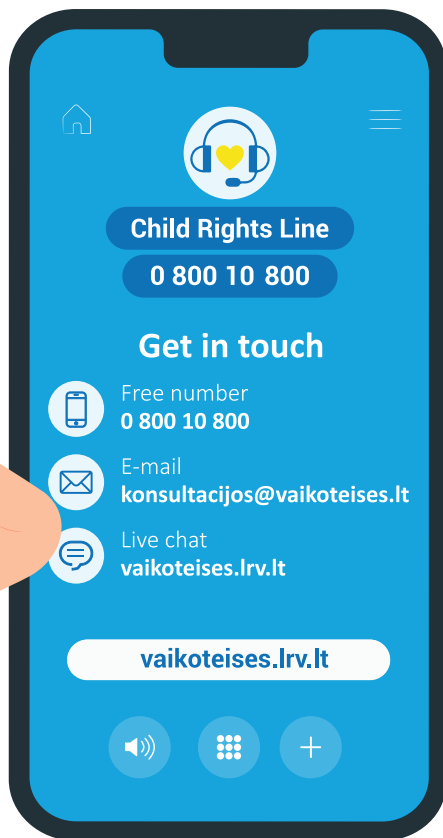 Child Rights Line
0 800 10 800
Get in touch
Free number
0 800 10 800
E-mail
konsultacijos@vaikoteises.lt
Live chat
vaikoteises.lrv.lt
vaikoteises.lrv.lt